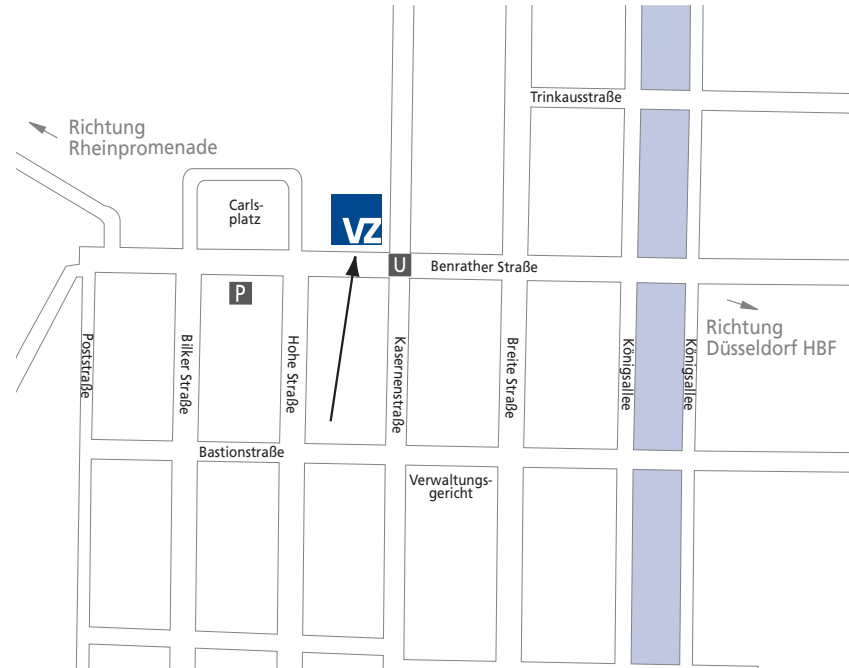 Trinkausstraße
Richtung
Rheinpromenade
Carls-
platz
VZ
U
Benrather Straße
P
Richtung
Düsseldorf HBF
Poststraße
Bilker Straße
Hohe Straße
Kasernenstraße
Breite Straße
Königsallee
Königsallee
Bastionstraße
Verwaltungs-
gericht